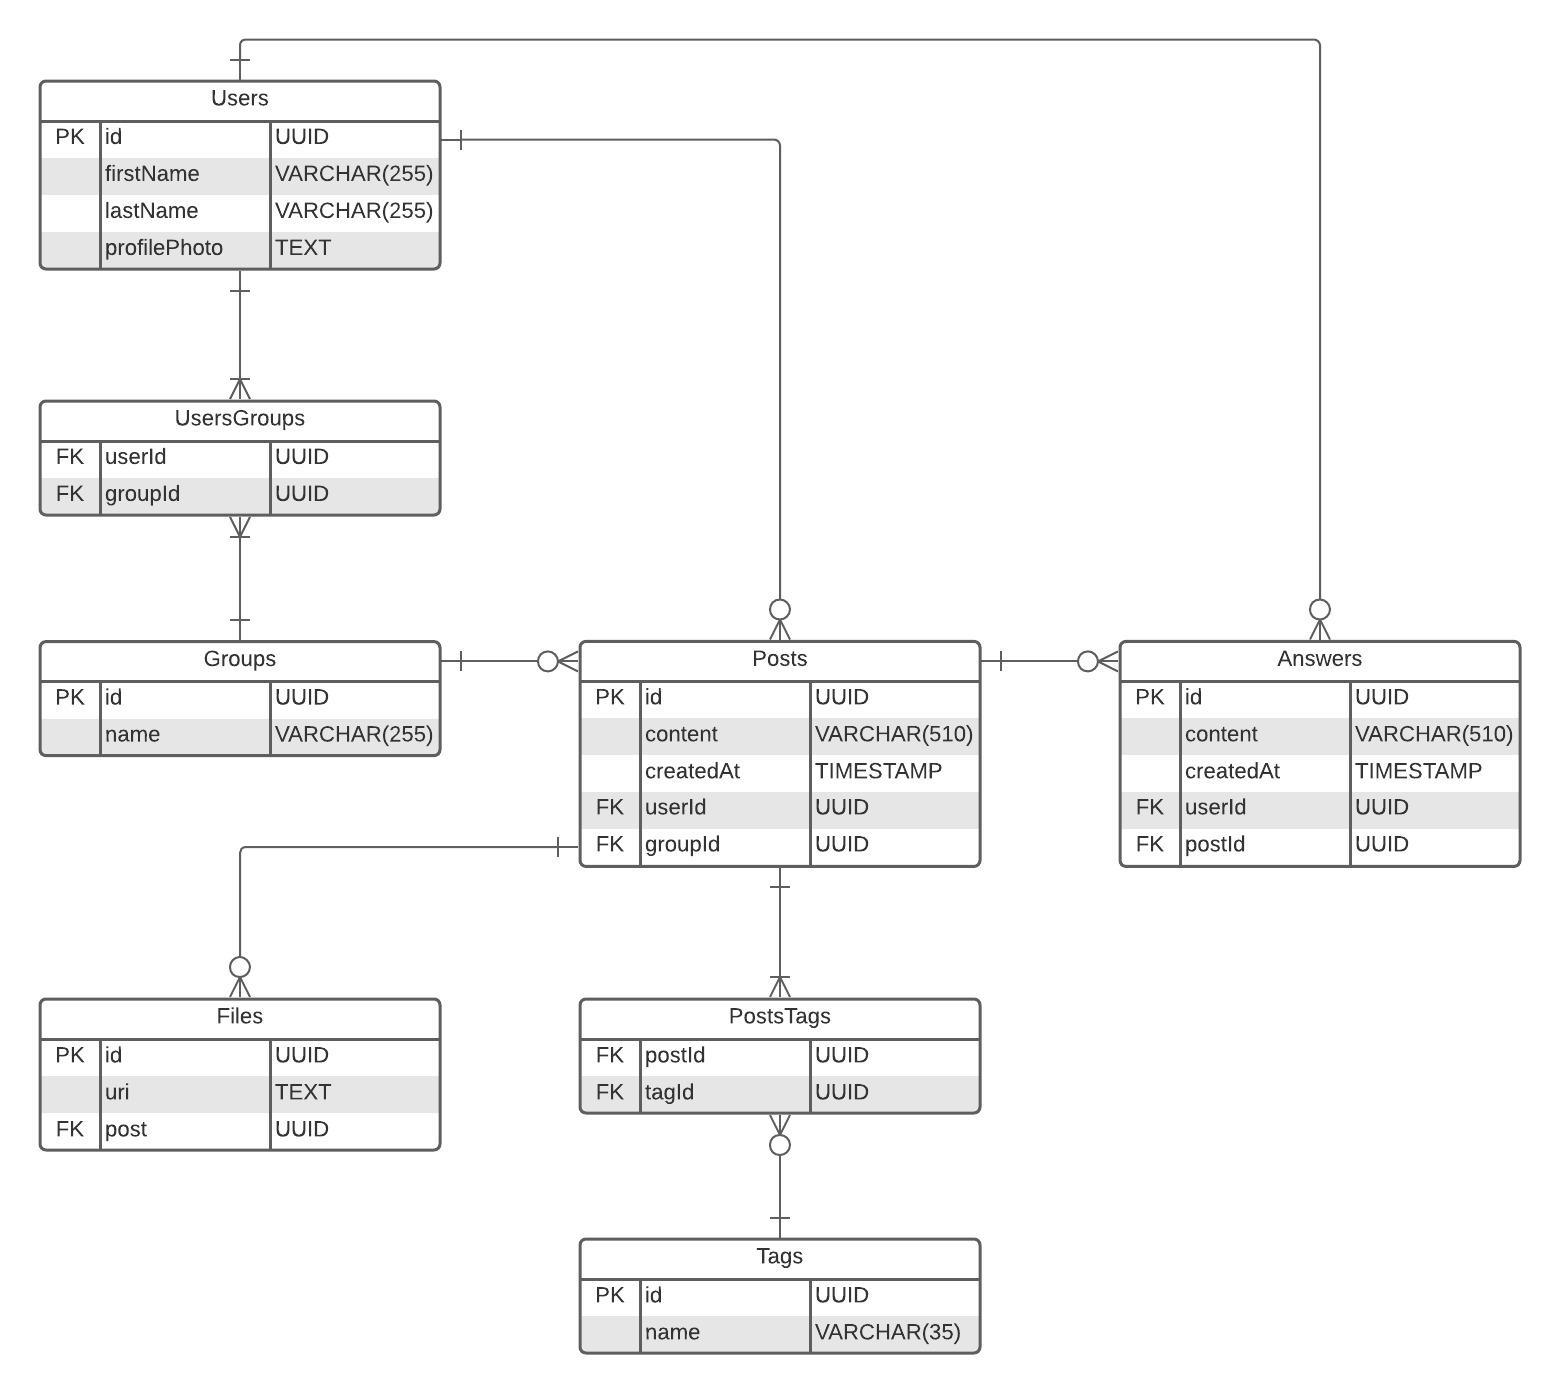 Users
PK id UUID
firstName VARCHAR(255)
lastName VARCHAR(255)
profilePhoto TEXT
UsersGroups
FK userId UUID
FK groupId UUID
Groups
PK id UUID
name VARCHAR(255)
Posts
PK id UUID
content VARCHAR(510)
createdAt TIMESTAMP
FK userId UUID
FK groupId UUID
Answers
PK id UUID
content VARCHAR(510)
createdAt TIMESTAMP
FK userId UUID
FK postId UUID
Files
PK id UUID
uri TEXT
FK post UUID
PostsTags
FK postId UUID
FK tagId UUID
Tags
PK id UUID
name VARCHAR(35)